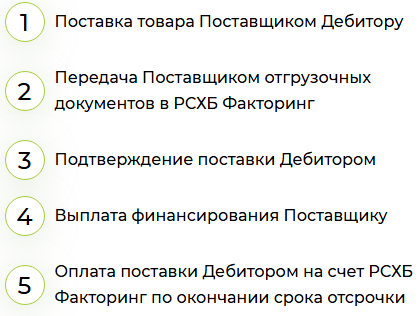 1 Поставка товара Поставщиком Дебитору
2 Передача Поставщиком отгрузочных
документов в РСХБ Факторинг
3 Подтверждение поставки Дебитором
4 Выплата финансирования Поставщику
5 Оплата поставки Дебитором на счет РСХБ
Факторинг по окончании срока отсрочки